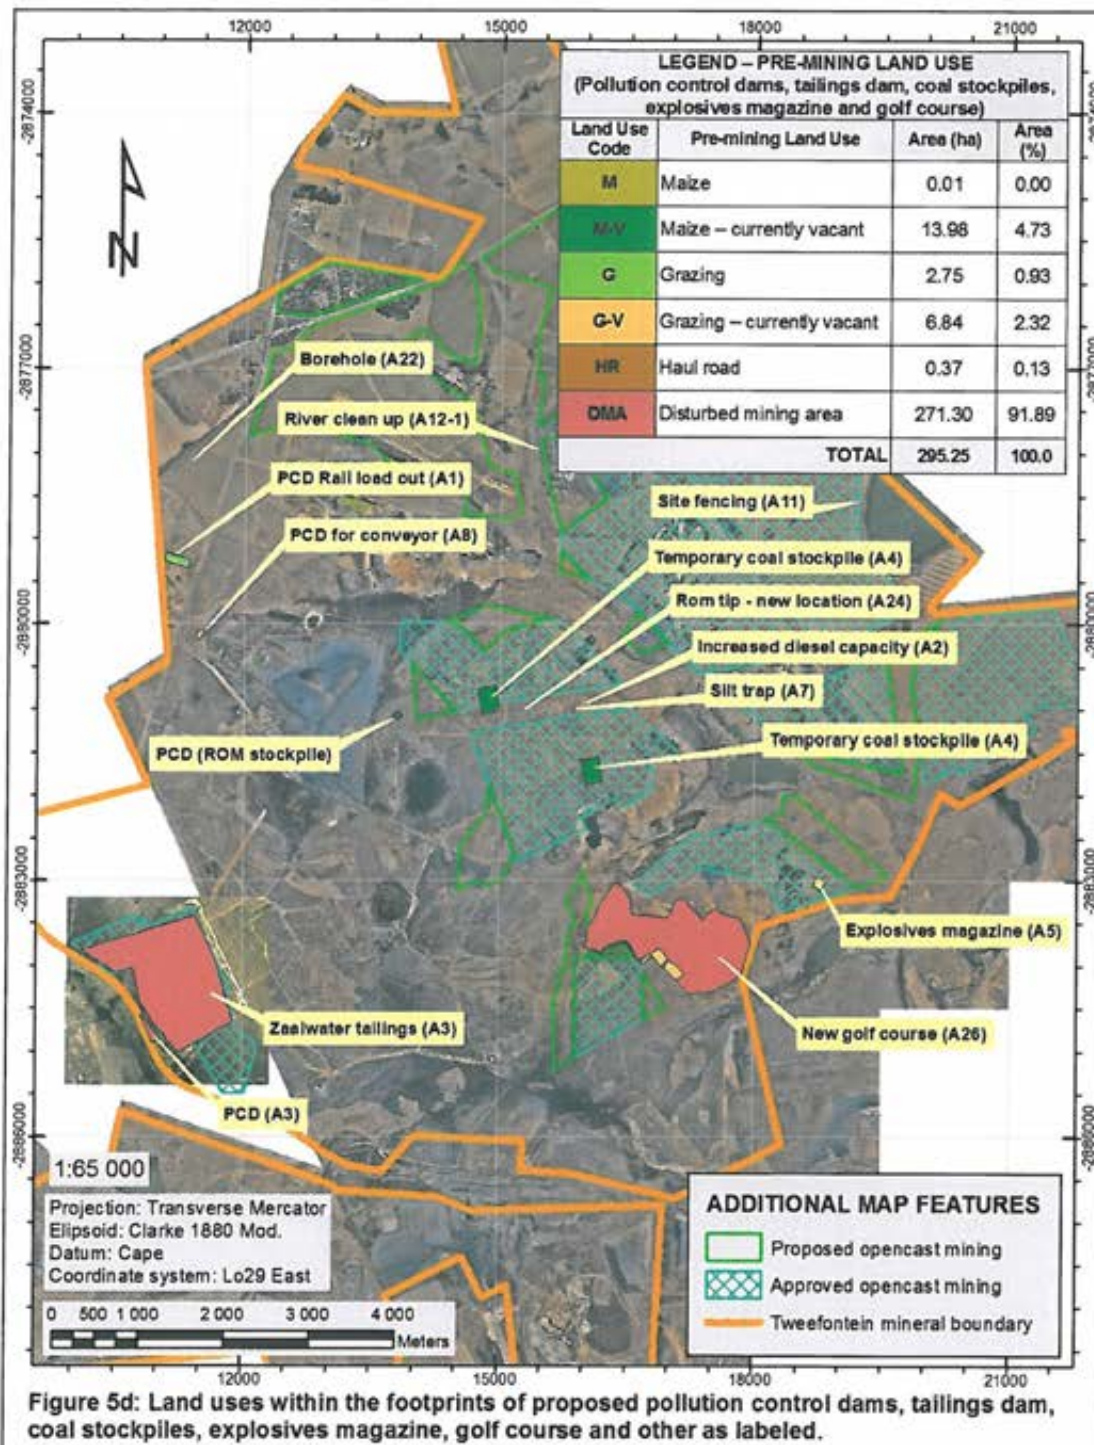 12000 15000 18000 21000
LEGEND – PRE-MINING LAND USE
(Pollution control dams, tailings dam, coal stockpiles,
explosives magazine and golf course)
Land Use Code Pre-mining Land Use Area (ha) Area (%)
M Maize 0.01 0.00
M-V Maize – currently vacant 13.98 4.73
G Grazing 2.75 0.93
G-V Grazing – currently vacant 6.84 2.32
HR Haul road 0.37 0.13
DMA Disturbed mining area 271.30 91.89
TOTAL 295.25 100.0
-2874000
N
-2877000
Borehole (A22)
River clean up (A12-1)
PCD Rail load out (A1)
Site fencing (A11)
PCD for conveyor (A8)
Temporary coal stockpile (A4)
Rom tip - new location (A24)
-2880000 -2880000
Increased diesel capacity (A2)
Silt trap (A7)
PCD (ROM stockpile)
Temporary coal stockpile (A4)
-2883000 -2883000
Explosives magazine (A5)
Zaalwater tailings (A3)
New golf course (A26)
PCD (A3)
-2886000 -2886000
1:65 000
Projection: Transverse Mercator
Elipsoid: Clarke 1880 Mod.
Datum: Cape
Coordinate system: Lo29 East
0 500 1 000 2 000 3 000 4 000
Meters
ADDITIONAL MAP FEATURES
Proposed opencast mining
Approved opencast mining
Tweefontein mineral boundary
12000 15000 18000 21000
Figure 5d: Land uses within the footprints of proposed pollution control dams, tailings dam,
coal stockpiles, explosives magazine, golf course and other as labeled.